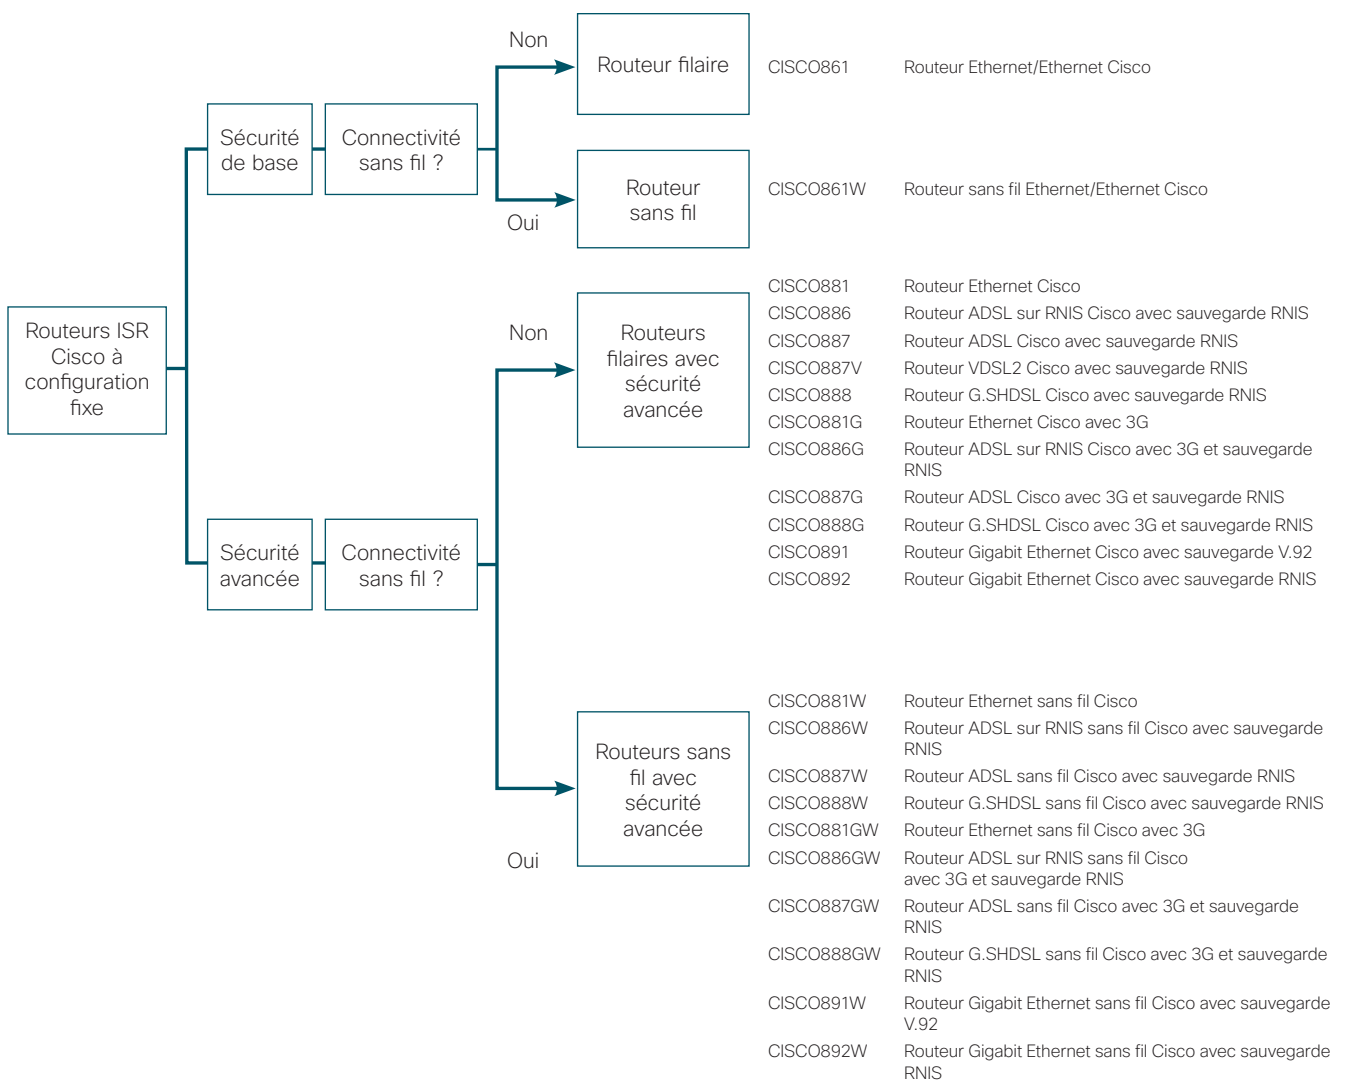 Routeurs ISR
Cisco à
configuration
fixe
Sécurité
de base
Connectivité
sans fil ?
Non
Oui
Routeur filaire
CISCO861 Routeur Ethernet/Ethernet Cisco
Routeur
sans fil
CISCO861W Routeur sans fil Ethernet/Ethernet Cisco
Sécurité
avancée
Connectivité
sans fil ?
Non
Oui
Routeurs
filaires avec
sécurité
avancée
CISCO881 Routeur Ethernet Cisco
CISCO886 Routeur ADSL sur RNIS Cisco avec sauvegarde RNIS
CISCO887 Routeur ADSL Cisco avec sauvegarde RNIS
CISCO887V Routeur VDSL2 Cisco avec sauvegarde RNIS
CISCO888 Routeur G.SHDSL Cisco avec sauvegarde RNIS
CISCO881G Routeur Ethernet Cisco avec 3G
CISCO886G Routeur ADSL sur RNIS Cisco avec 3G et sauvegarde
RNIS
CISCO887G Routeur ADSL Cisco avec 3G et sauvegarde RNIS
CISCO888G Routeur G.SHDSL Cisco avec 3G et sauvegarde RNIS
CISCO891 Routeur Gigabit Ethernet Cisco avec sauvegarde V.92
CISCO892 Routeur Gigabit Ethernet Cisco avec sauvegarde RNIS
Routeurs sans
fil avec
sécurité
avancée
CISCO881W Routeur Ethernet sans fil Cisco
CISCO886W Routeur ADSL sur RNIS sans fil Cisco avec sauvegarde
RNIS
CISCO887W Routeur ADSL sans fil Cisco avec sauvegarde RNIS
CISCO888W Routeur G.SHDSL sans fil Cisco avec sauvegarde RNIS
CISCO881GW Routeur Ethernet sans fil Cisco avec 3G
CISCO886GW Routeur ADSL sur RNIS sans fil Cisco
avec 3G et sauvegarde RNIS
CISCO887GW Routeur ADSL sans fil Cisco avec 3G et sauvegarde
RNIS
CISCO888GW Routeur G.SHDSL sans fil Cisco avec 3G et sauvegarde
RNIS
CISCO891W Routeur Gigabit Ethernet sans fil Cisco avec sauvegarde
V.92
CISCO892W Routeur Gigabit Ethernet sans fil Cisco avec sauvegarde
RNIS